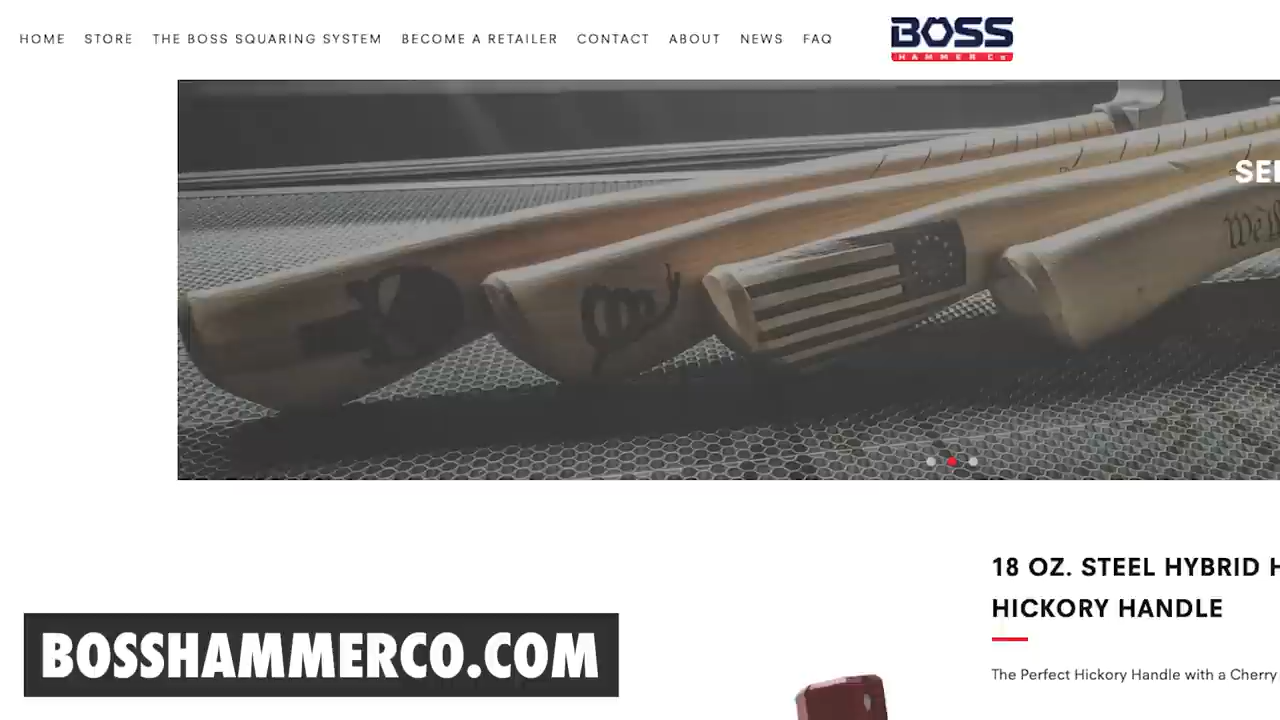 HOME STORE THE BOSS SQUARING SYSTEM BECOME A RETAILER CONTACT ABOUT NEWS FAQ
BOSS
HAMMER Co
We
18 OZ. STEEL HYBRID
HICKORY HANDLE
The Perfect Hickory Handle with a Cherry
BOSSHAMMERCO.COM